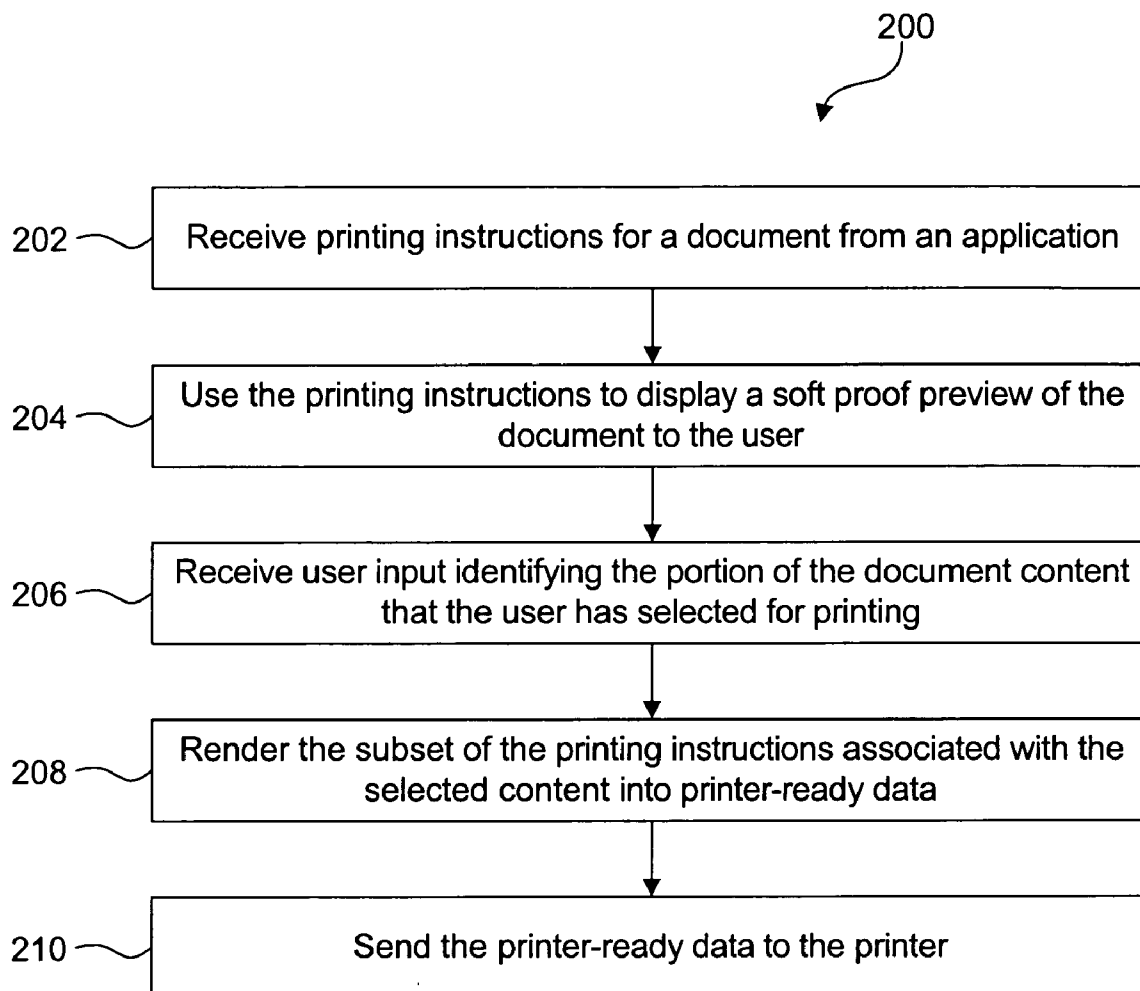 200
202
Receive printing instructions for a document from an application
204
Use the printing instructions to display a soft proof preview of the
document to the user
206
Receive user input identifying the portion of the document content
that the user has selected for printing
208
Render the subset of the printing instructions associated with the
selected content into printer-ready data
210
Send the printer-ready data to the printer